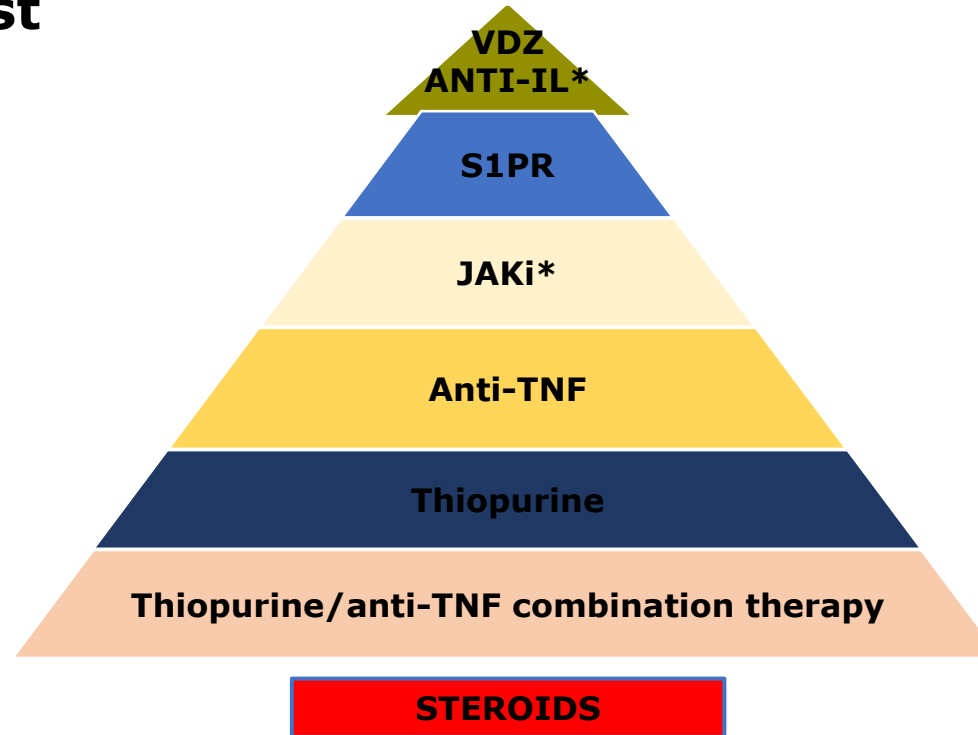 st
VDZ
ANTI-IL*
S1PR
JAKi*
Anti-TNF
Thiopurine
Thiopurine/anti-TNF combination therapy
STEROIDS